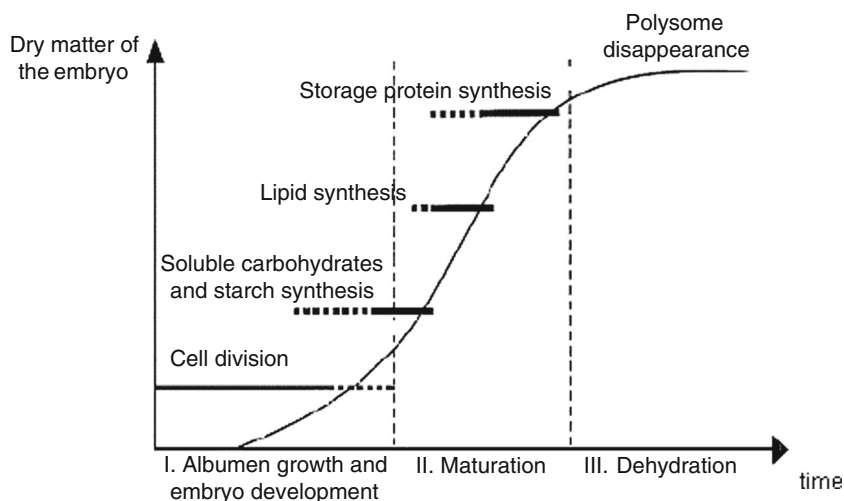 Dry matter of
the embryo
Polysome
disappearance
Storage protein synthesis
Lipid synthesis
Soluble carbohydrates
and starch synthesis
Cell division
I. Albumen growth and
embryo development
II. Maturation
III. Dehydration
time